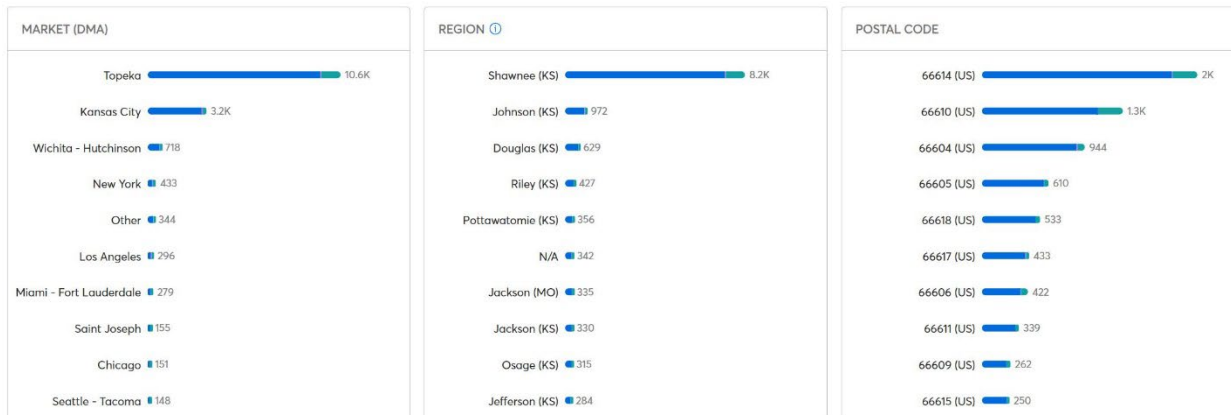 MARKET (DMA)
Topeka 10.6K
Kansas City 3.2K
Wichita - Hutchinson 718
New York 433
Other 344
Los Angeles 296
Miami - Fort Lauderdale 279
Saint Joseph 155
Chicago 151
Seattle - Tacoma 148
REGION
Shawnee (KS) 8.2K
Johnson (KS) 972
Douglas (KS) 629
Riley (KS) 427
Pottawatomie (KS) 356
N/A 342
Jackson (MO) 335
Jackson (KS) 330
Osage (KS) 315
Jefferson (KS) 284
POSTAL CODE
66614 (US) 2K
66610 (US) 1.3K
66604 (US) 944
66605 (US) 610
66618 (US) 533
66617 (US) 433
66606 (US) 422
66611 (US) 339
66609 (US) 262
66615 (US) 250